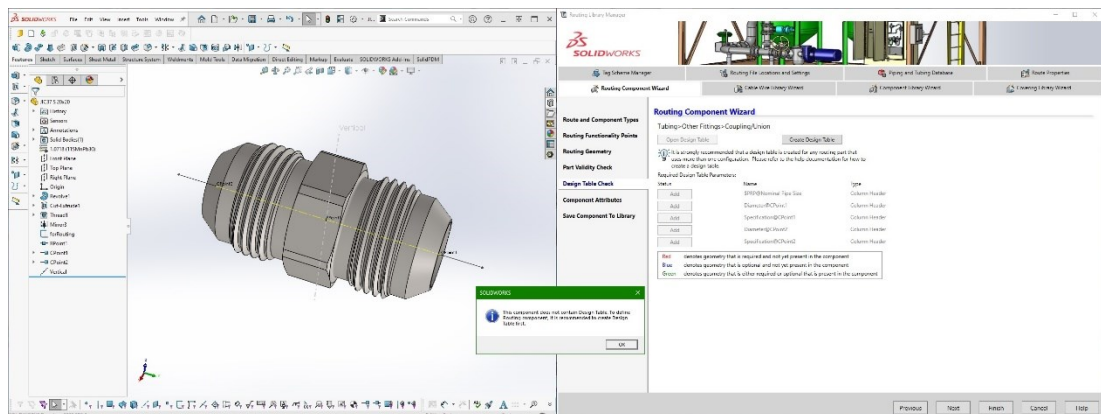 SOLIDWORKS
File Edit View Insert Tools Window
Search Commands
Features Sketch Surfaces Sheet Metal Structure System Weldments Mold Tools Data Migration Direct Editing Markup Evaluate SOLIDWORKS Add-Ins SolidPDM
History
Sensors
Annotations
Solid Bodies(1)
Front Plane
Top Plane
Right Plane
Origin
Revolve1
Cut-Extrude1
Thread1
Mirror3
ForRouting
CPoint1
CPoint2
Vertical
Vertical
SOLIDWORKS
This component does not contain Design Table. To define
Routing component, it is recommended to create Design
Table first.
OK
Routing Library Manager
SOLIDWORKS
Tag Scheme Manager
Routing File Locations and Settings
Piping and Tubing Database
Route Properties
Routing Component Wizard
Cable Wire Library Wizard
Component Library Wizard
Covering Library Wizard
Route and Component Types
Routing Functionality Points
Routing Geometry
Part Validity Check
Design Table Check
Component Attributes
Save Component To Library
Routing Component Wizard
Tubing>Other Fittings>Coupling/Union
Open Design Table
Create Design Table
It is strongly recommended that a design table is created for any routing part that
uses more than one configuration. Please refer to the help documentation for how to
create a design table.
Required Design Table Parameters:
Status Name Type
Add $PRP@Nominal Pipe Size Column Header
Add Diameter@CPoint1 Column Header
Add Specification@CPoint1 Column Header
Add Diameter@CPoint2 Column Header
Add Specification@CPoint2 Column Header
Red denotes geometry that is required and not yet present in the component
Blue denotes geometry that is optional and not yet present in the component
Green denotes geometry that is either required or optional that is present in the component
Previous Next Finish Cancel Help